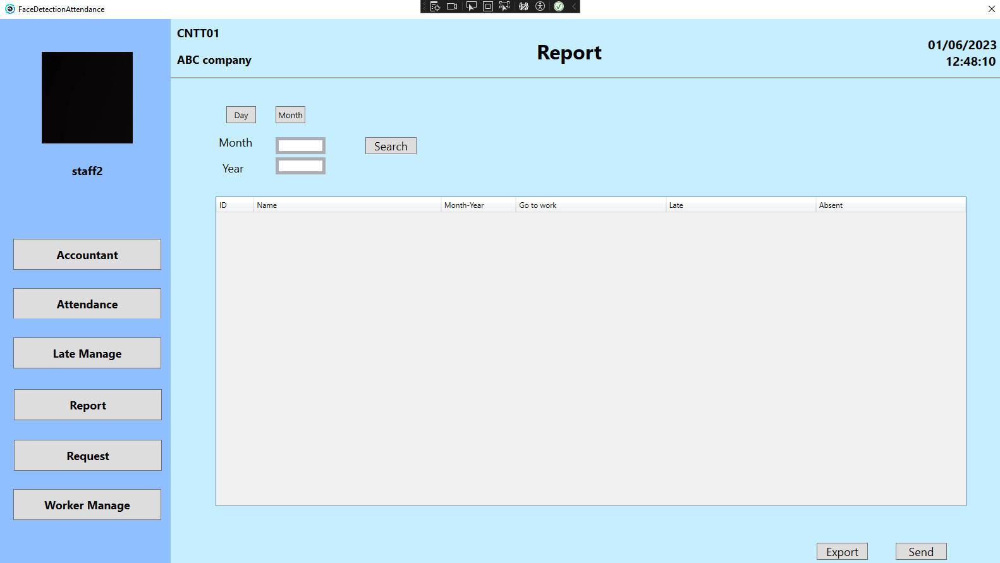 FaceDetectionAttendance
CNTT01
ABC company
Report
01/06/2023
12:48:10
staff2
Accountant
Attendance
Late Manage
Report
Request
Worker Manage
Day Month
Month
Search
Year
ID Name Month-Year Go to work Late Absent
Export Send